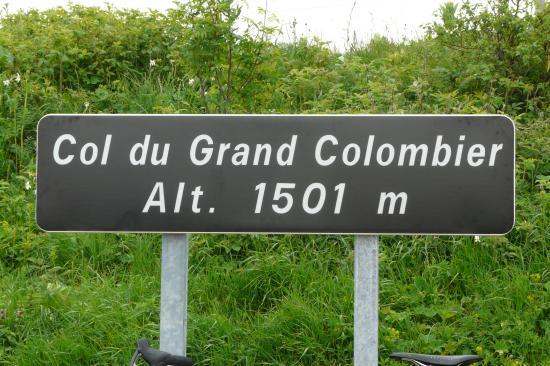 Col du Grand Colombier
Alt. 1501 m